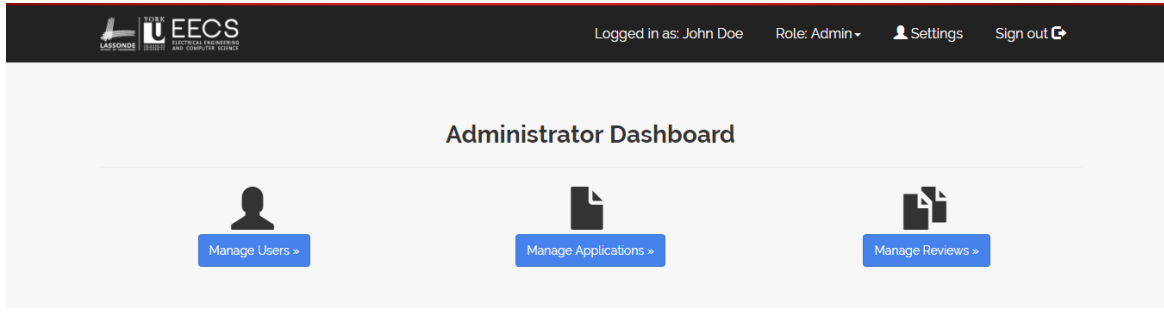 LASSONDE
YORK
U
EECS
ELECTRICAL ENGINEERING
AND COMPUTER SCIENCE
Logged in as: John Doe Role: Admin Settings Sign out
Administrator Dashboard
Manage Users » Manage Applications » Manage Reviews »